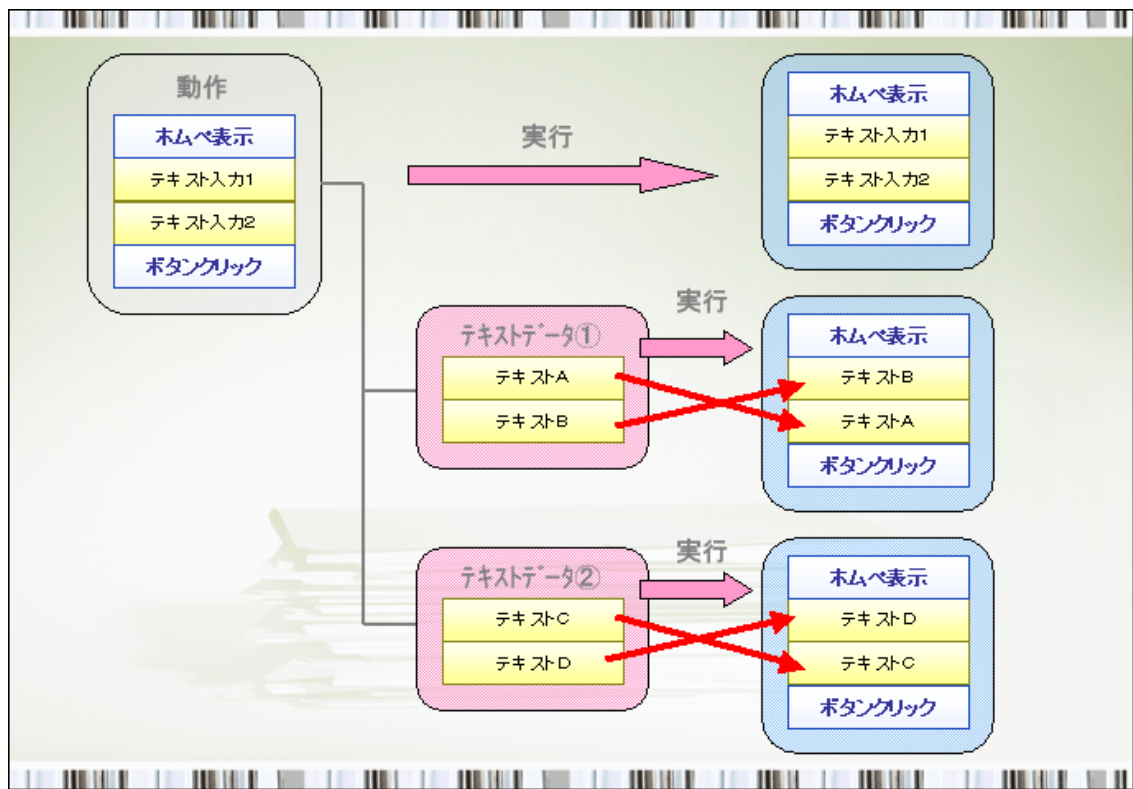 動作
ホムペ表示
テキスト入力1
テキスト入力2
ボタンクリック
実行
ホムペ表示
テキスト入力1
テキスト入力2
ボタンクリック
テキストデータ①
テキストA
テキストB
実行
ホムペ表示
テキストB
テキストA
ボタンクリック
テキストデータ②
テキストC
テキストD
実行
ホムペ表示
テキストD
テキストC
ボタンクリック